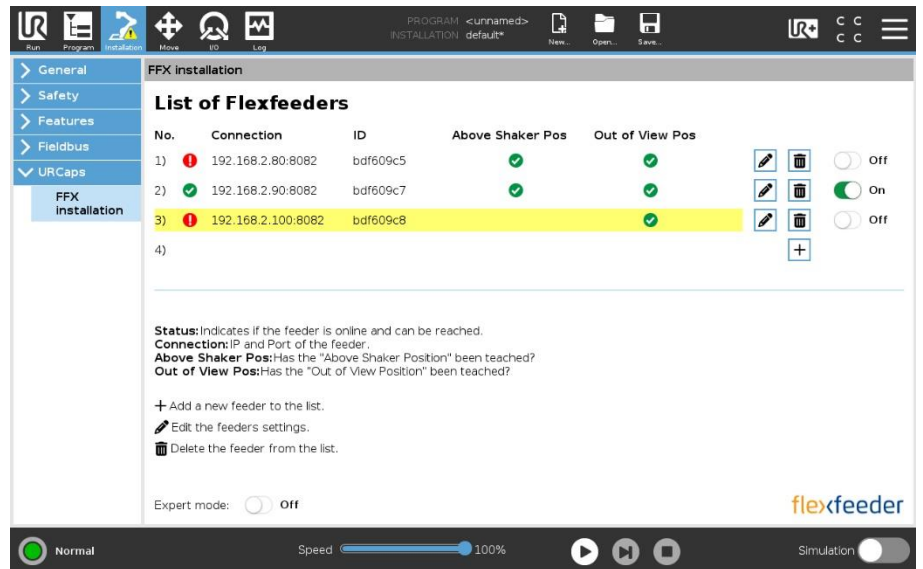 PROGRAM <unnamed>
INSTALLATION default*
Run Program Installation Move I/O Log New... Open... Save...
UR+
C C
C C
General
Safety
Features
Fieldbus
URCaps
FFX
installation
FFX installation
List of Flexfeeders
No. Connection ID Above Shaker Pos Out of View Pos
1) 192.168.2.80:8082 bdf609c5 Off
2) 192.168.2.90:8082 bdf609c7 On
3) 192.168.2.100:8082 bdf609c8 Off
4)
Status: Indicates if the feeder is online and can be reached.
Connection: IP and Port of the feeder.
Above Shaker Pos: Has the "Above Shaker Position" been teached?
Out of View Pos: Has the "Out of View Position" been teached?
+ Add a new feeder to the list.
Edit the feeders settings.
Delete the feeder from the list.
Expert mode: Off
flexfeeder
Normal Speed 100% Simulation